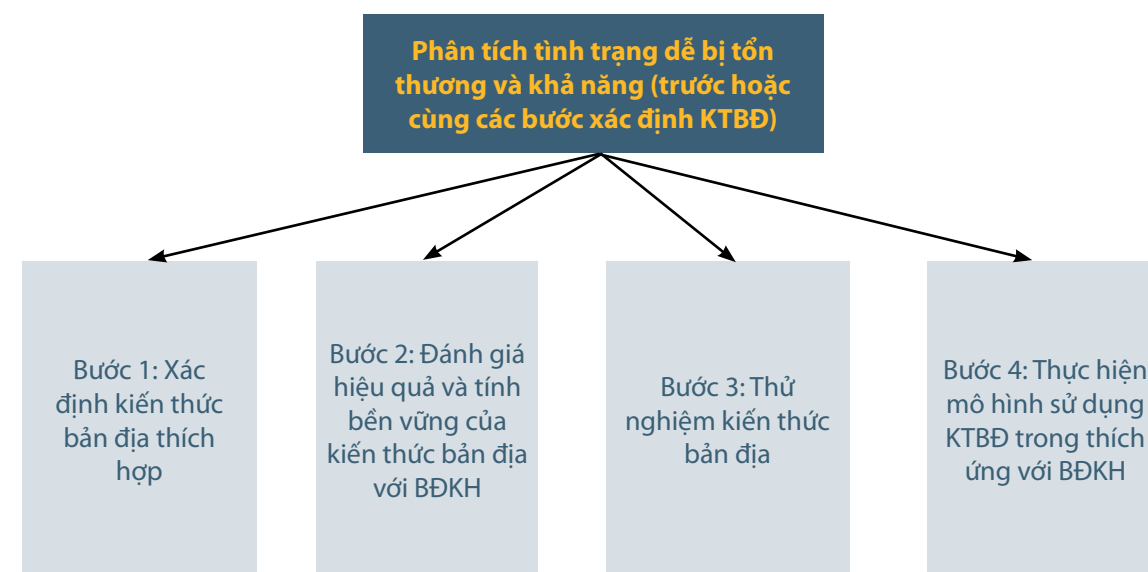 Phân tích tình trạng dễ bị tổn
thương và khả năng (trước hoặc
cùng các bước xác định KTBĐ)
Bước 1: Xác
định kiến thức
bản địa thích
hợp
Bước 2: Đánh giá
hiệu quả và tính
bền vững của
kiến thức bản địa
với BĐKH
Bước 3: Thử
nghiệm kiến thức
bản địa
Bước 4: Thực hiện
mô hình sử dụng
KTBĐ trong thích
ứng với BĐKH